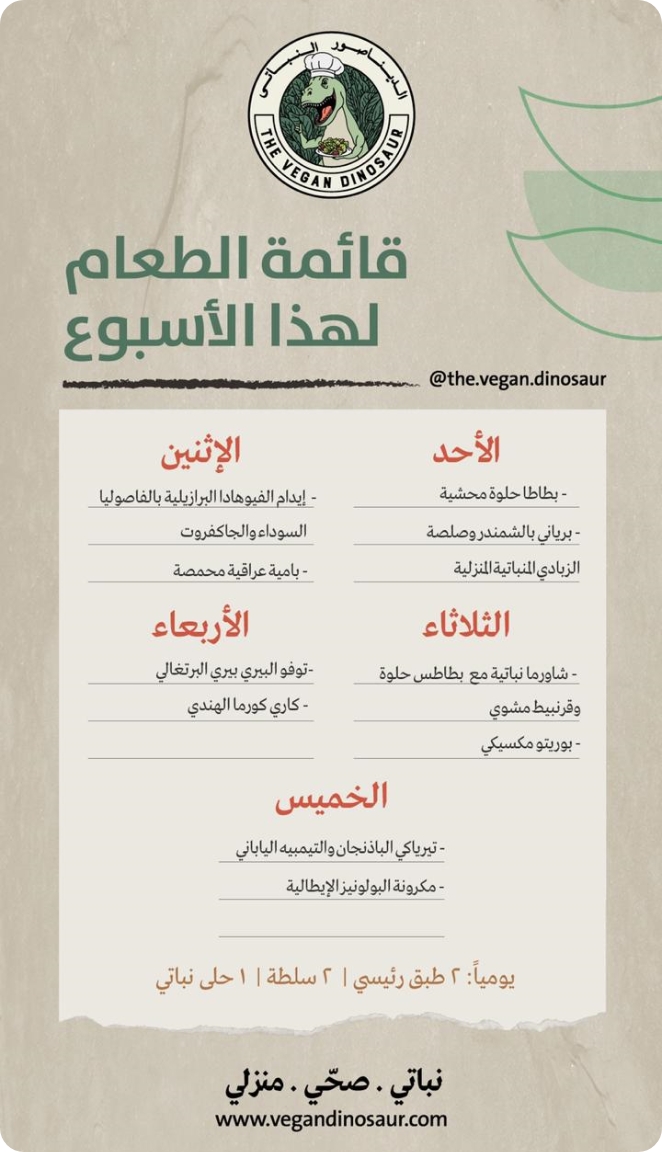 الديناصور النباتي
THE VEGAN DINOSAUR
قائمة الطعام
لهذا الأسبوع
@the.vegan.dinosaur
الأحد
- بطاطا حلوة محشية
- برياني بالشمندر وصلصة
الزبادي المنباتية المنزلية
الإثنين
- إيدام الفيوهادا البرازيلية بالفاصوليا
السوداء والجاكفروت
- بامية عراقية محمصة
الثلاثاء
- شاورما نباتية مع بطاطس حلوة
وقرنبيط مشوي
- بوريتو مكسيكي
الأربعاء
-توفو البيري بيري البرتغالي
- كاري كورما الهندي
الخميس
- تيرياكي الباذنجان والتيمبيه الياباني
- مكرونة البولونيز الإيطالية
يومياً: ٢ طبق رئيسي | ٢ سلطة | ١ حلى نباتي
نباتي . صحّي . منزلي
www.vegandinosaur.com